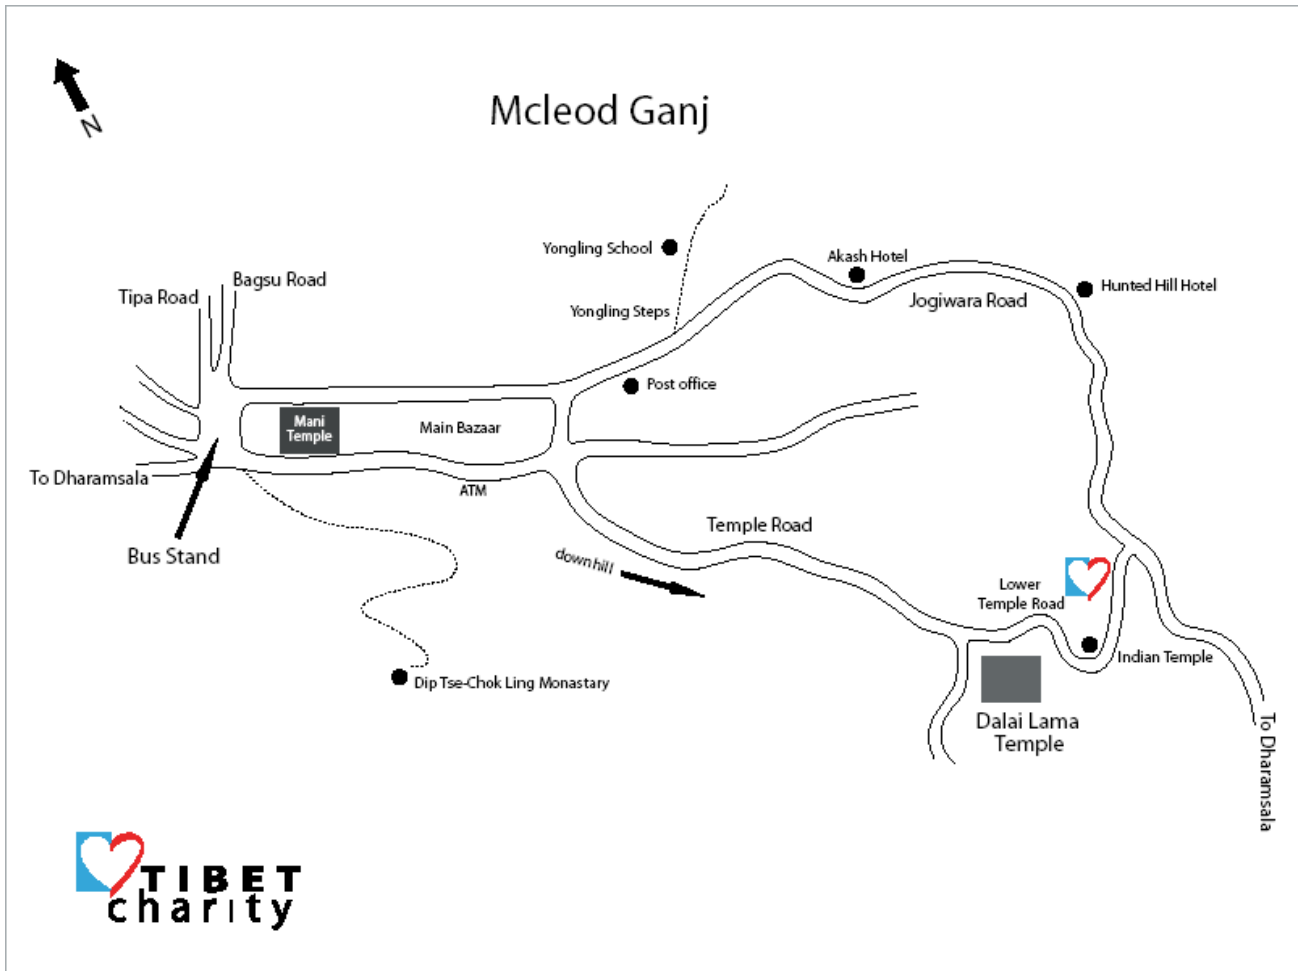 N
Mcleod Ganj
Yongling School
Akash Hotel
Bagsu Road
Tipa Road
Hunted Hill Hotel
Jogiwara Road
Yongling Steps
Post office
Mani
Temple
Main Bazaar
To Dharamsala
ATM
Temple Road
Bus Stand
down hill
Lower
Temple Road
Indian Temple
Dip Tse-Chok Ling Monastary
Dalai Lama
Temple
To Dharamsala
TIBET
charity